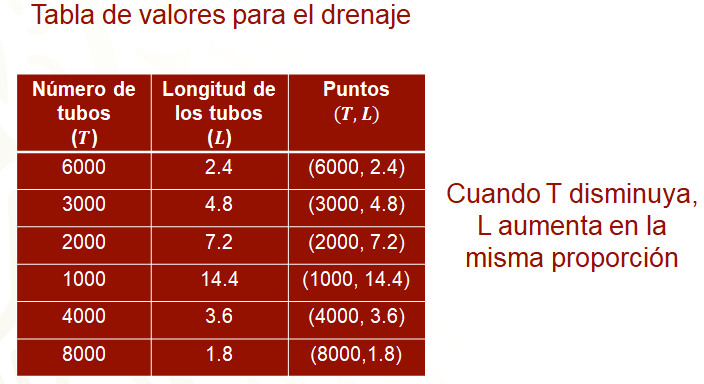 Tabla de valores para el drenaje
Número de tubos (T) Longitud de los tubos (L) Puntos (T, L)
6000 2.4 (6000, 2.4)
3000 4.8 (3000, 4.8)
2000 7.2 (2000, 7.2)
1000 14.4 (1000, 14.4)
4000 3.6 (4000, 3.6)
8000 1.8 (8000,1.8)
Cuando T disminuya,
L aumenta en la
misma proporción